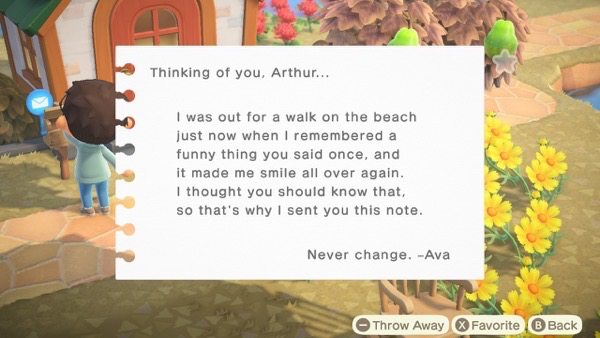 Thinking of you, Arthur...
I was out for a walk on the beach
just now when I remembered a
funny thing you said once, and
it made me smile all over again.
I thought you should know that,
so that's why I sent you this note.
Never change. –Ava
− Throw Away X Favorite B Back